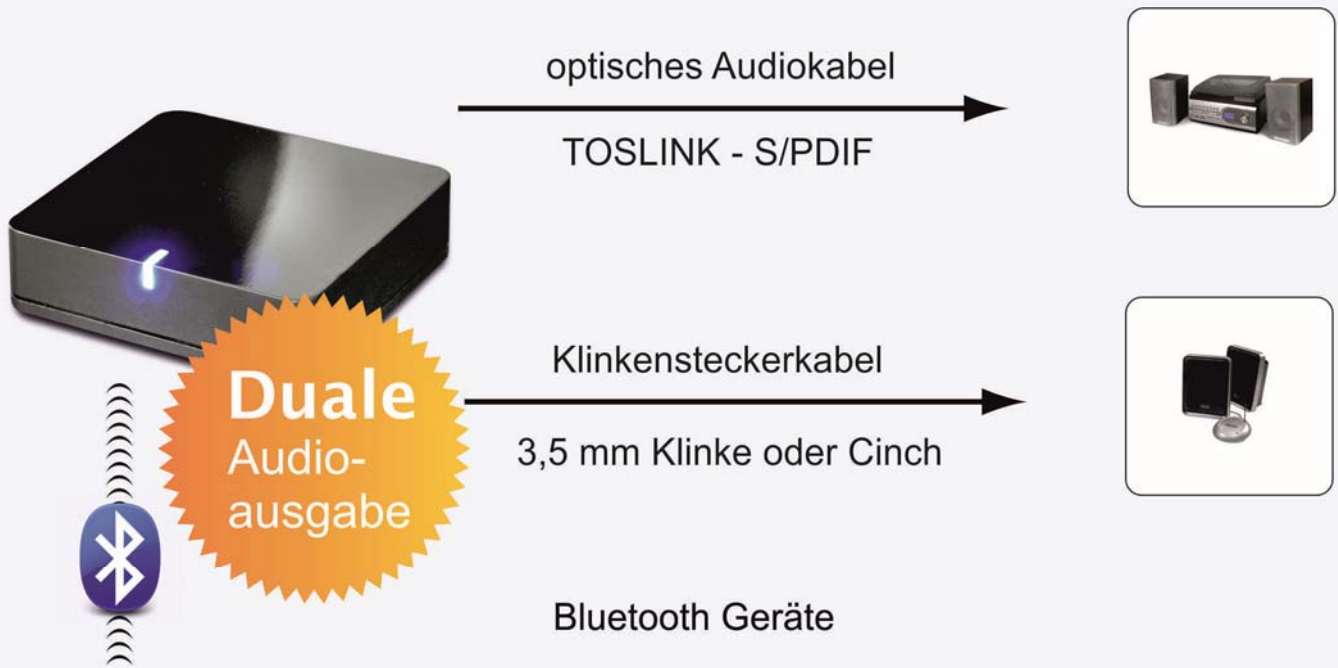 optisches Audiokabel
TOSLINK - S/PDIF
Klinkensteckerkabel
3,5 mm Klinke oder Cinch
Duale
Audio-
ausgabe
Bluetooth Geräte